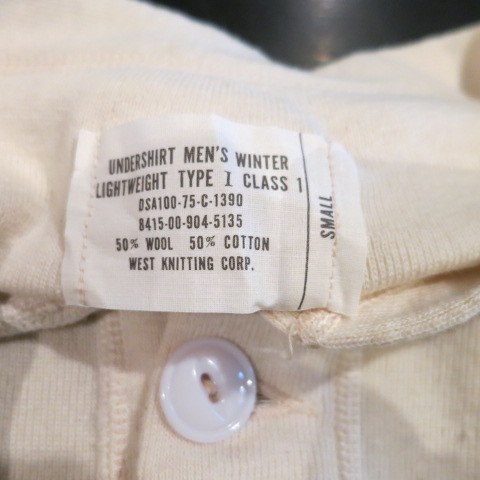 UNDERSHIRT MEN'S WINTER
LIGHTWEIGHT TYPE I CLASS 1
DSA100-75-C-1390
8415-00-904-5135
50% WOOL 50% COTTON
WEST KNITTING CORP.
SMALL